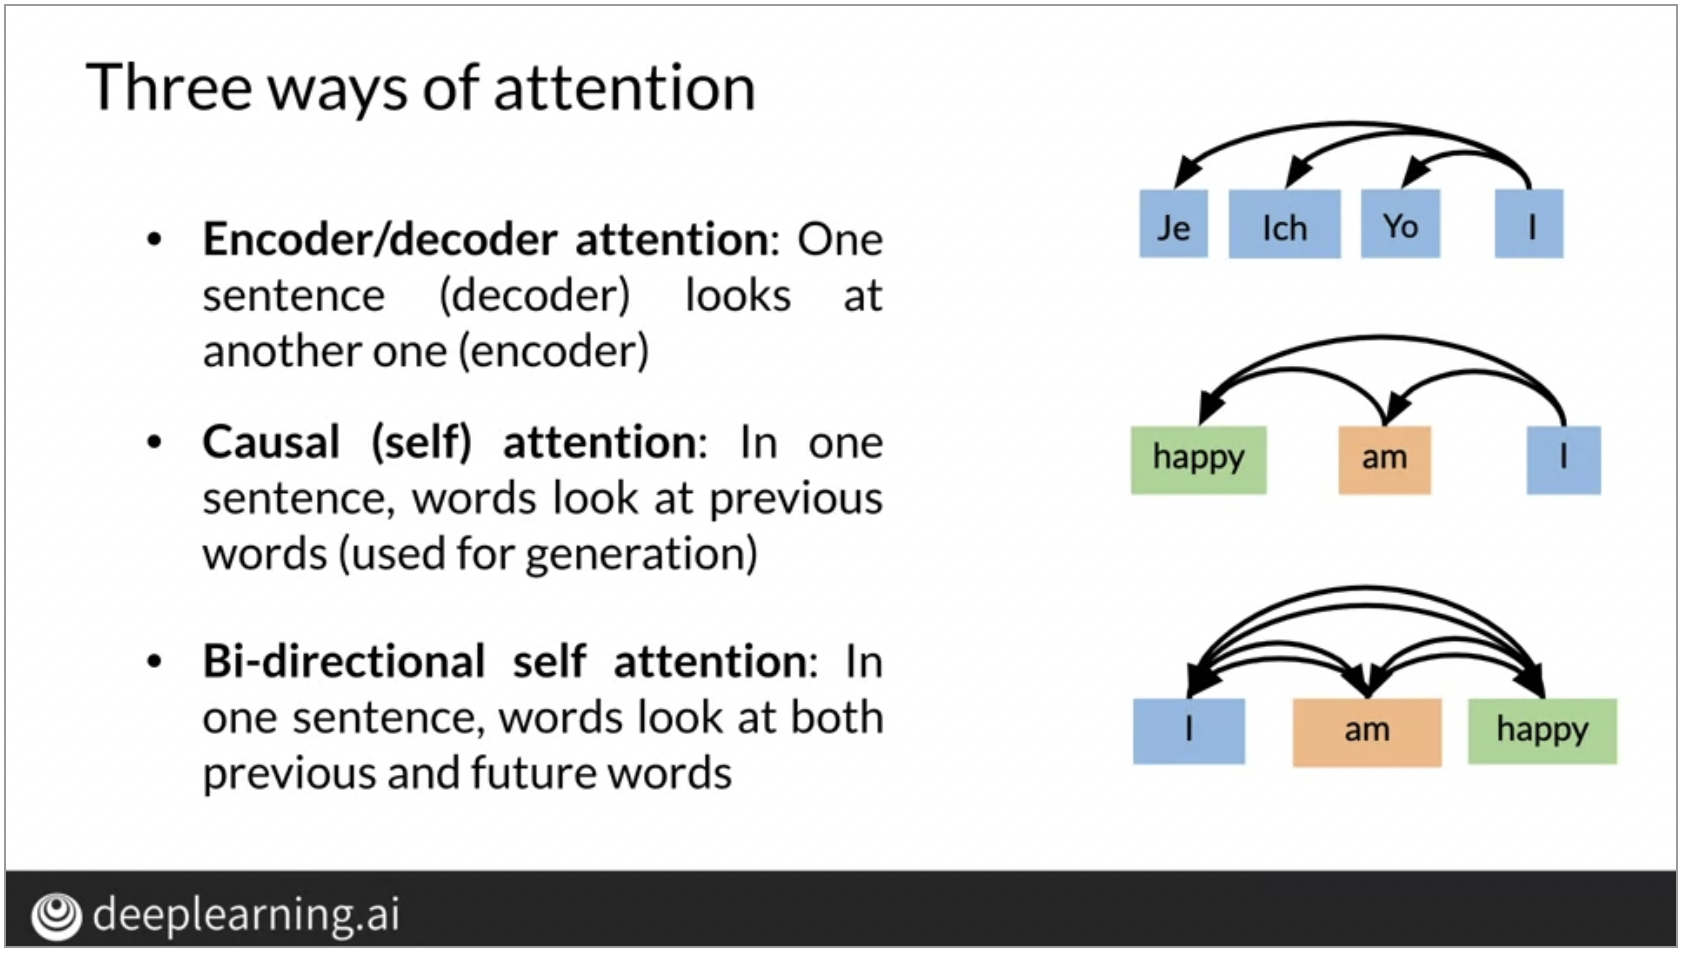 Three ways of attention
• Encoder/decoder attention: One
sentence (decoder) looks at
another one (encoder)
• Causal (self) attention: In one
sentence, words look at previous
words (used for generation)
• Bi-directional self attention: In
one sentence, words look at both
previous and future words
Je Ich Yo I
happy am I
I am happy
deeplearning.ai